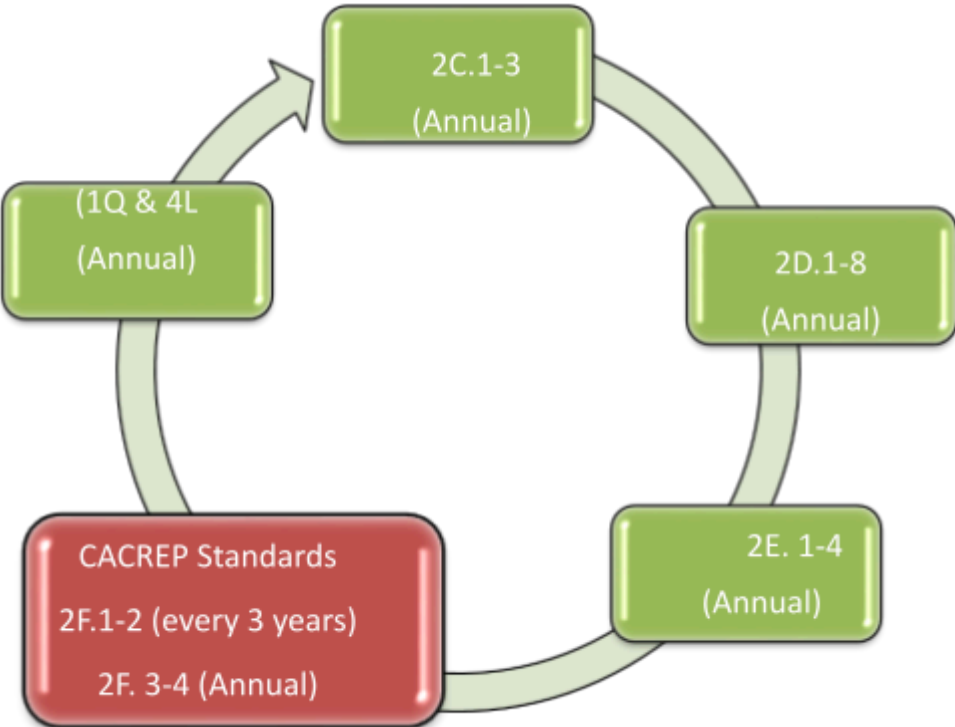 2C.1-3
(Annual)
2D.1-8
(Annual)
2E. 1-4
(Annual)
CACREP Standards
2F.1-2 (every 3 years)
2F. 3-4 (Annual)
(1Q & 4L
(Annual)